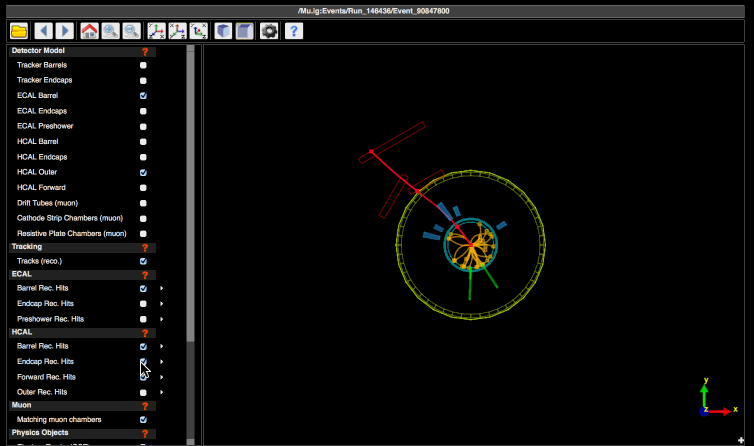 /Mu.ig:Events/Run_146436/Event_90847800
Detector Model ?
Tracker Barrels
Tracker Endcaps
ECAL Barrel
ECAL Endcaps
ECAL Preshower
HCAL Barrel
HCAL Endcaps
HCAL Outer
HCAL Forward
Drift Tubes (muon)
Cathode Strip Chambers (muon)
Resistive Plate Chambers (muon)
Tracking ?
Tracks (reco.)
ECAL ?
Barrel Rec. Hits
Endcap Rec. Hits
Preshower Rec. Hits
HCAL ?
Barrel Rec. Hits
Endcap Rec. Hits
Forward Rec. Hits
Outer Rec. Hits
Muon ?
Matching muon chambers
Physics Objects ?
y
z
x